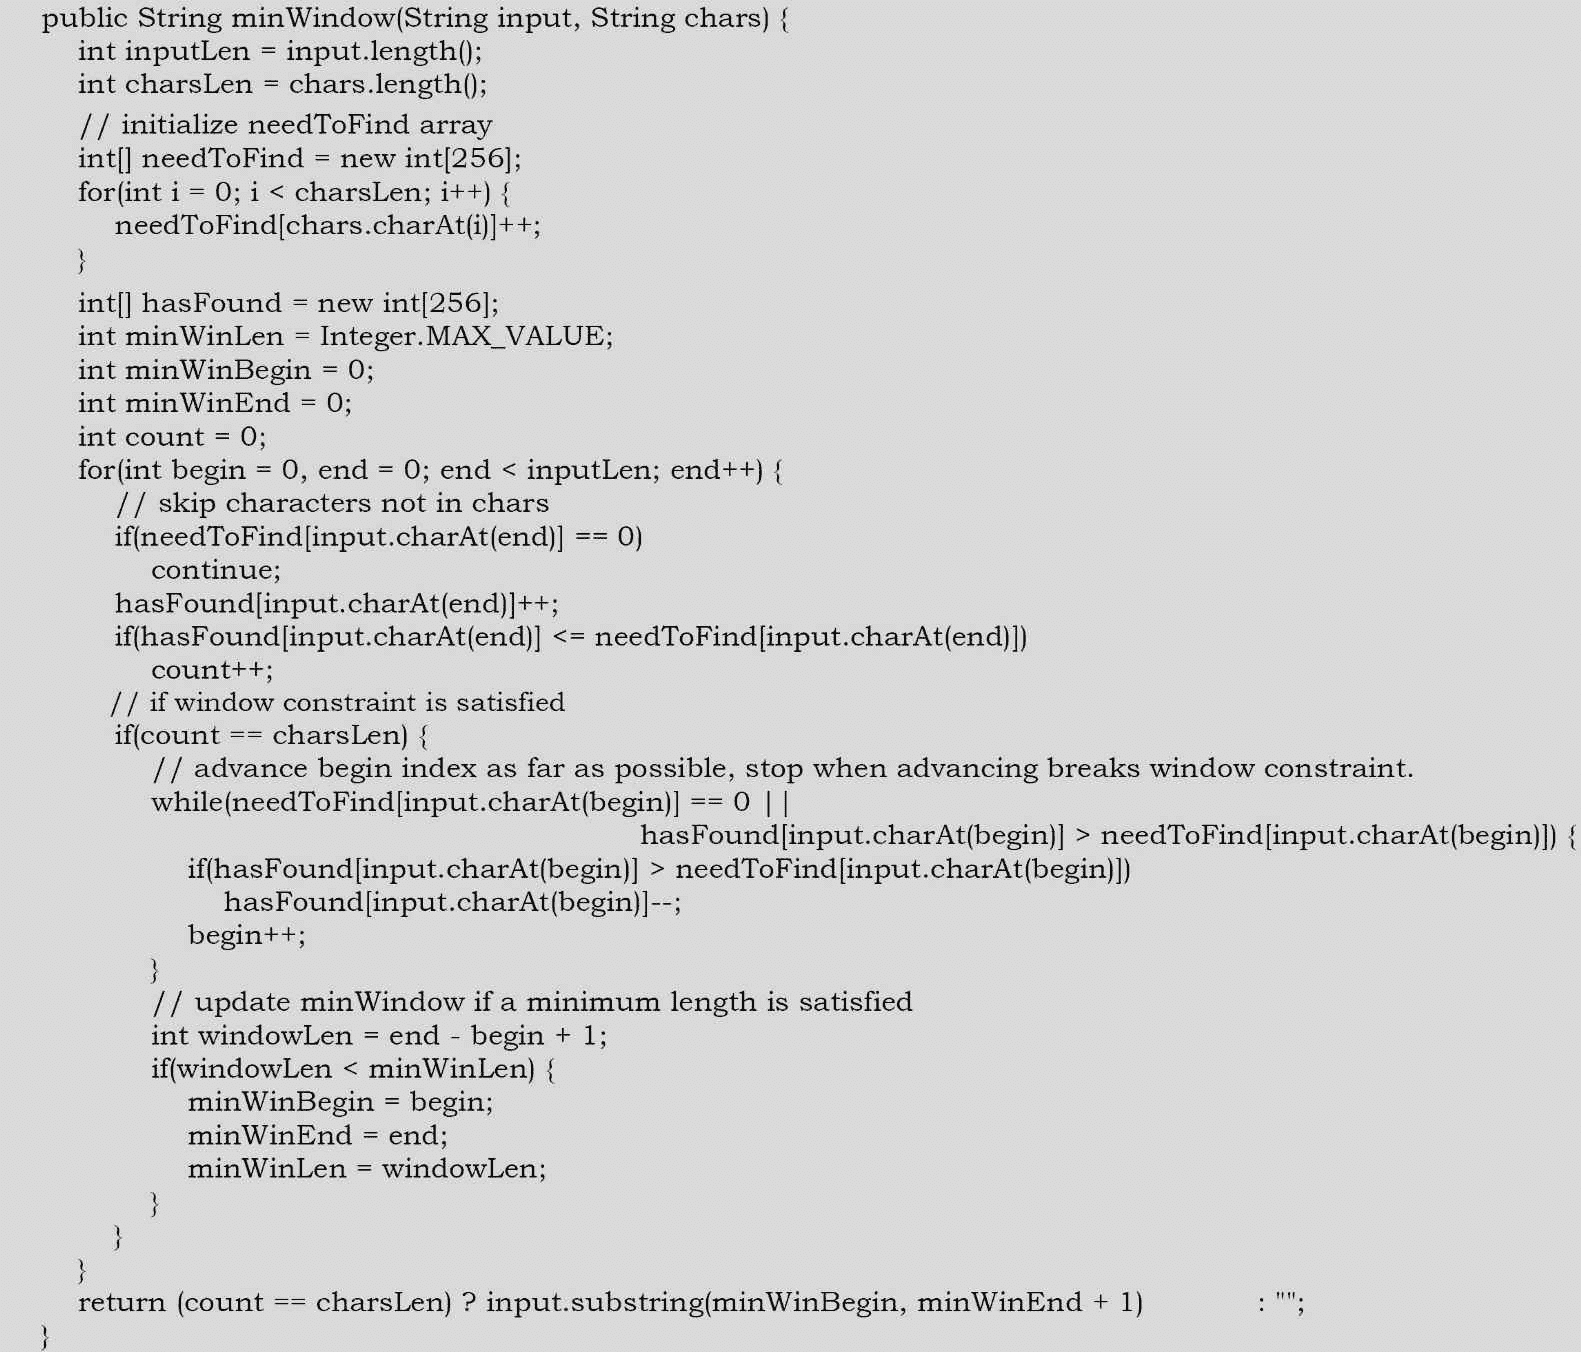 public String minWindow(String input, String chars) {
int inputLen = input.length();
int charsLen = chars.length();
// initialize needToFind array
int[] needToFind = new int[256];
for(int i = 0; i < charsLen; i++) {
needToFind[chars.charAt(i)]++;
}
int[] hasFound = new int[256];
int minWinLen = Integer.MAX_VALUE;
int minWinBegin = 0;
int minWinEnd = 0;
int count = 0;
for(int begin = 0, end = 0; end < inputLen; end++) {
// skip characters not in chars
if(needToFind[input.charAt(end)] == 0)
continue;
hasFound[input.charAt(end)]++;
if(hasFound[input.charAt(end)] <= needToFind[input.charAt(end)])
count++;
// if window constraint is satisfied
if(count == charsLen) {
// advance begin index as far as possible, stop when advancing breaks window constraint.
while(needToFind[input.charAt(begin)] == 0 ||
hasFound[input.charAt(begin)] > needToFind[input.charAt(begin)]) {
if(hasFound[input.charAt(begin)] > needToFind[input.charAt(begin)])
hasFound[input.charAt(begin)]--;
begin++;
}
// update minWindow if a minimum length is satisfied
int windowLen = end - begin + 1;
if(windowLen < minWinLen) {
minWinBegin = begin;
minWinEnd = end;
minWinLen = windowLen;
}
}
}
return (count == charsLen) ? input.substring(minWinBegin, minWinEnd + 1) : "";
}